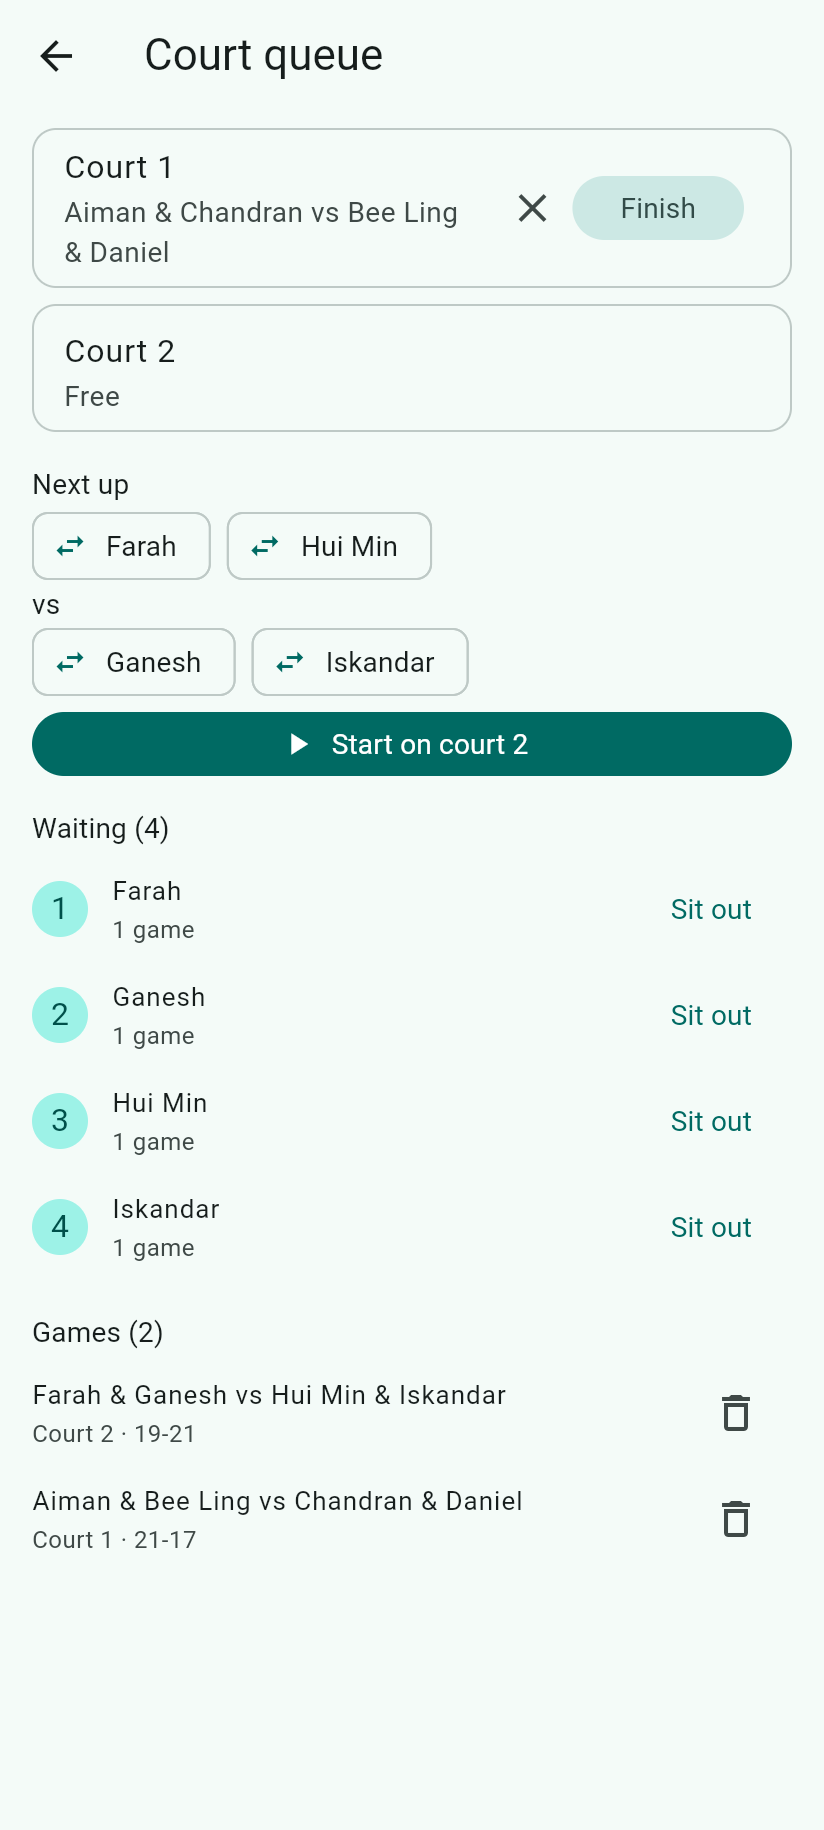 Court queue
Court 1
Aiman & Chandran vs Bee Ling
& Daniel
Finish
Court 2
Free
Next up
Farah
Hui Min
vs
Ganesh
Iskandar
Start on court 2
Waiting (4)
1
Farah
1 game
Sit out
2
Ganesh
1 game
Sit out
3
Hui Min
1 game
Sit out
4
Iskandar
1 game
Sit out
Games (2)
Farah & Ganesh vs Hui Min & Iskandar
Court 2 · 19-21
Aiman & Bee Ling vs Chandran & Daniel
Court 1 · 21-17